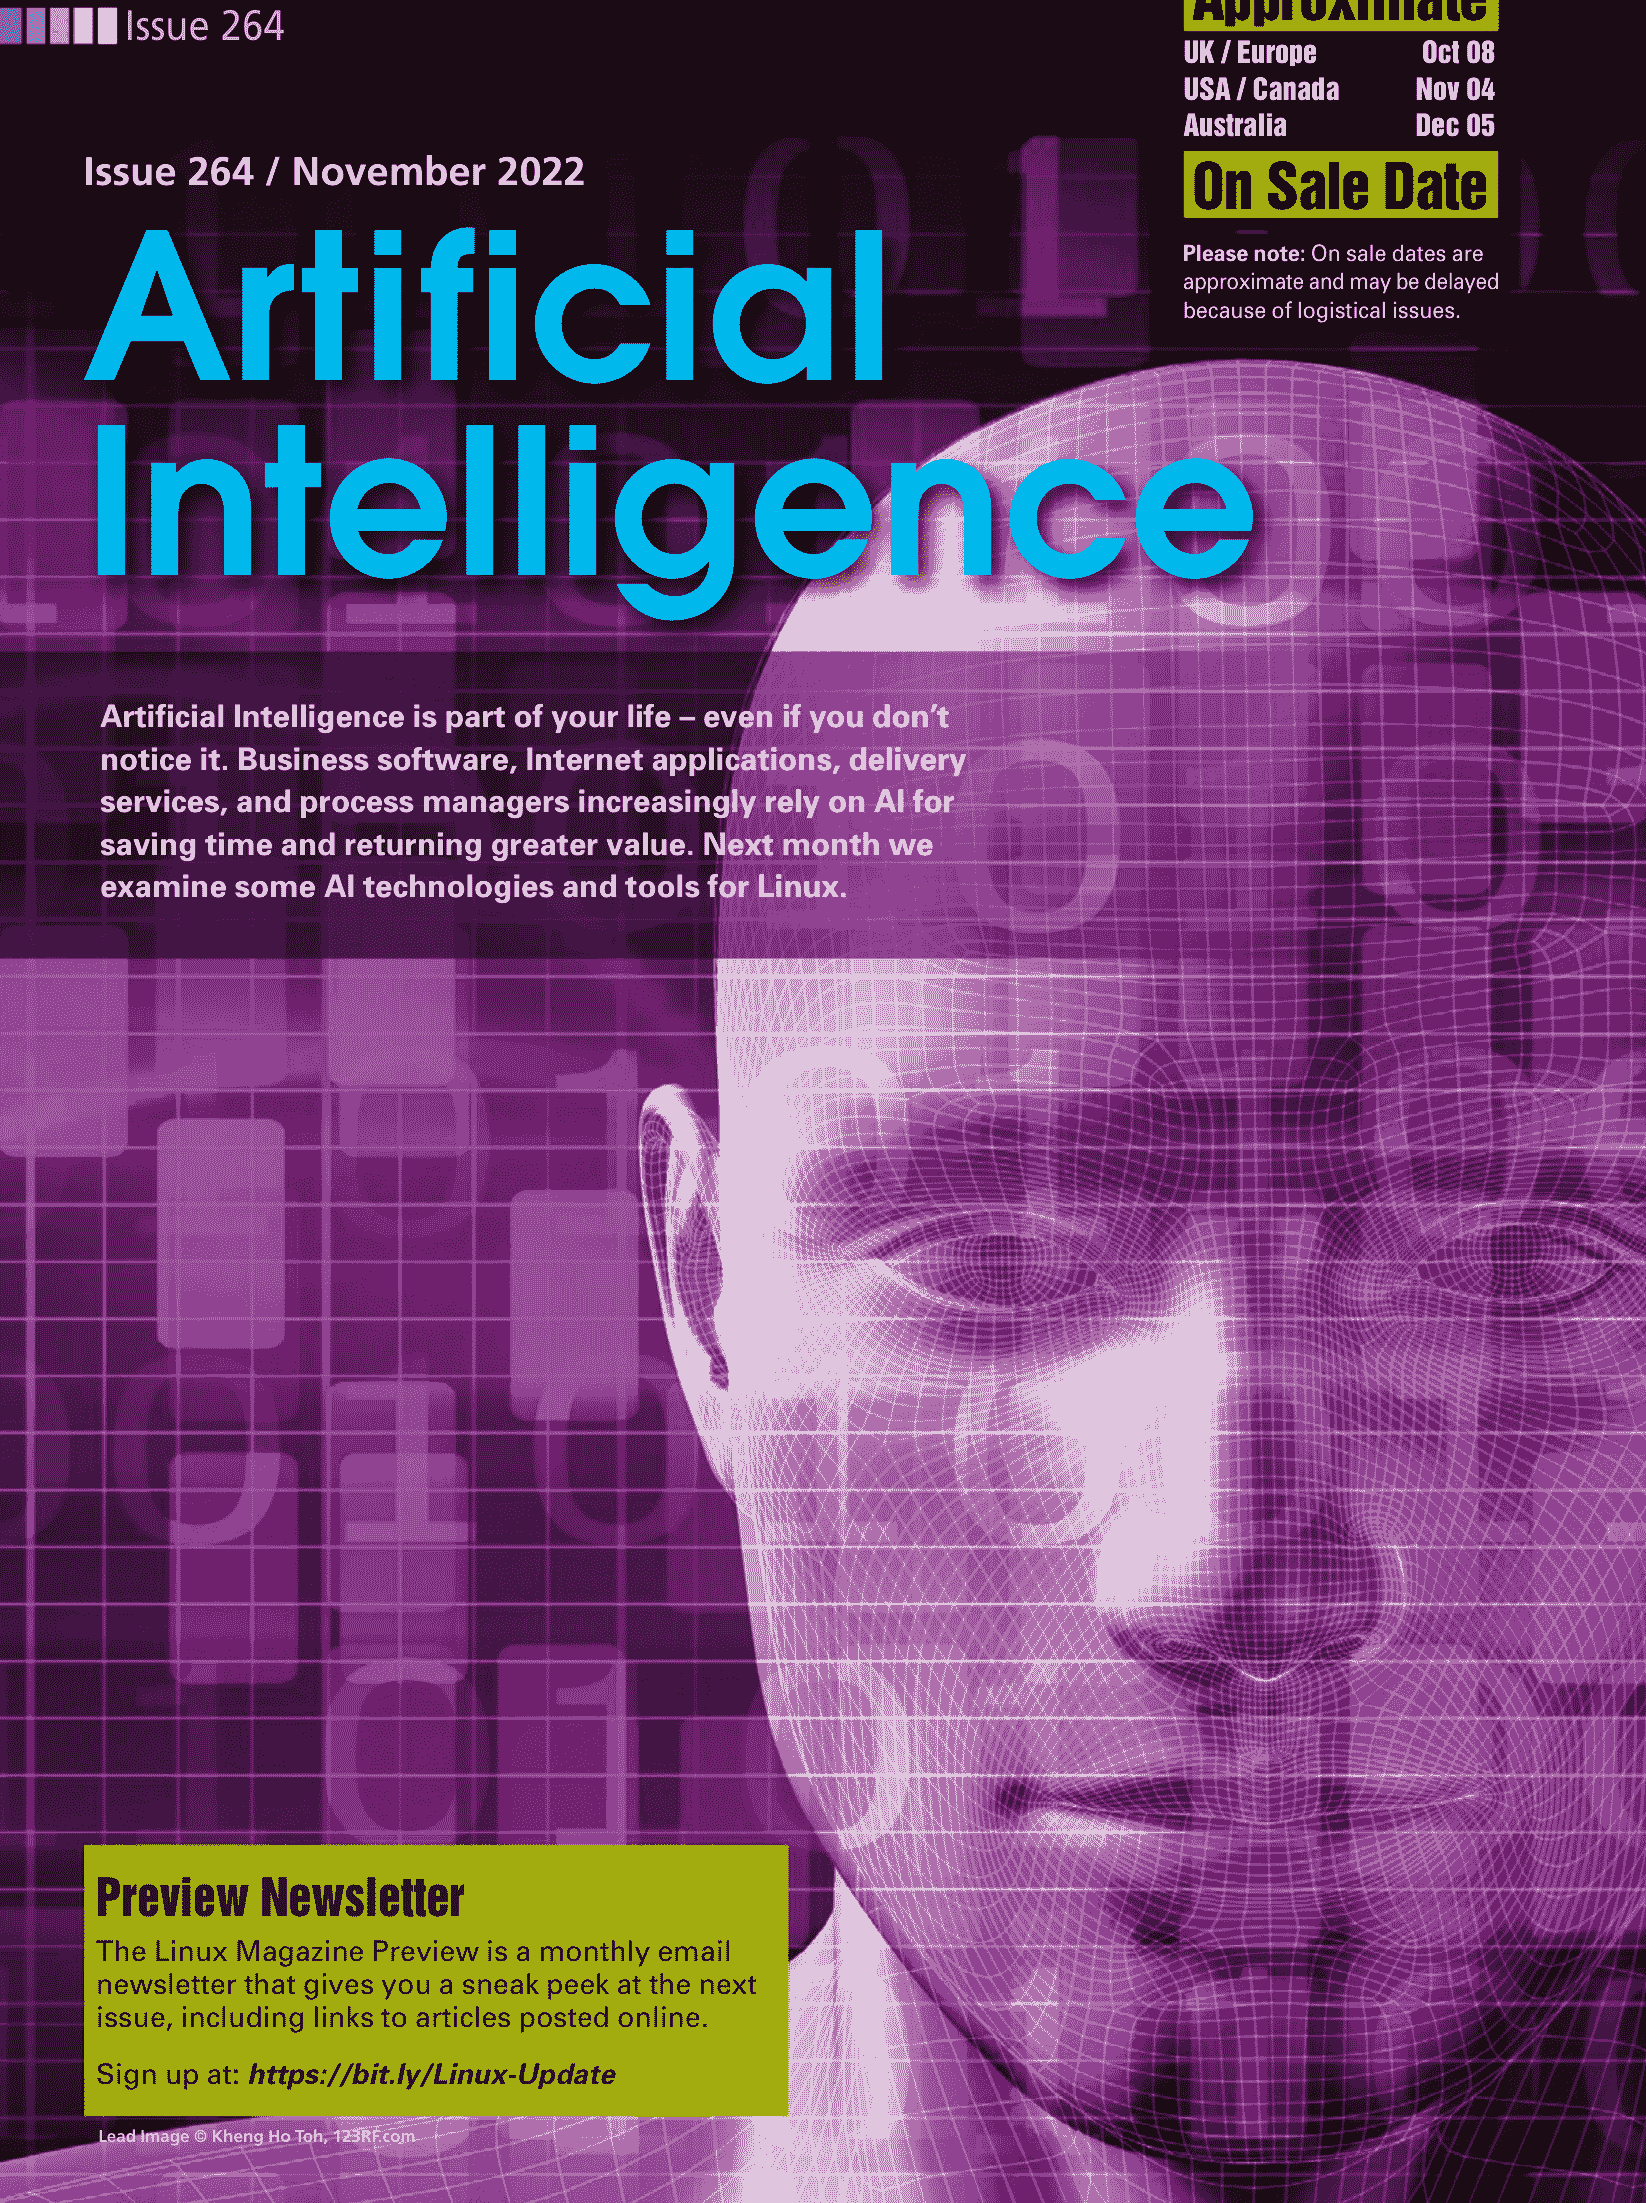 Issue 264
Approximate
UK / Europe Oct 08
USA / Canada Nov 04
Australia Dec 05
On Sale Date
Please note: On sale dates are
approximate and may be delayed
because of logistical issues.
Issue 264 / November 2022
Artificial
Intelligence
Artificial Intelligence is part of your life – even if you don’t
notice it. Business software, Internet applications, delivery
services, and process managers increasingly rely on AI for
saving time and returning greater value. Next month we
examine some AI technologies and tools for Linux.
Preview Newsletter
The Linux Magazine Preview is a monthly email
newsletter that gives you a sneak peek at the next
issue, including links to articles posted online.
Sign up at: https://bit.ly/Linux-Update
Lead Image © Kheng Ho Toh, 123RF.com